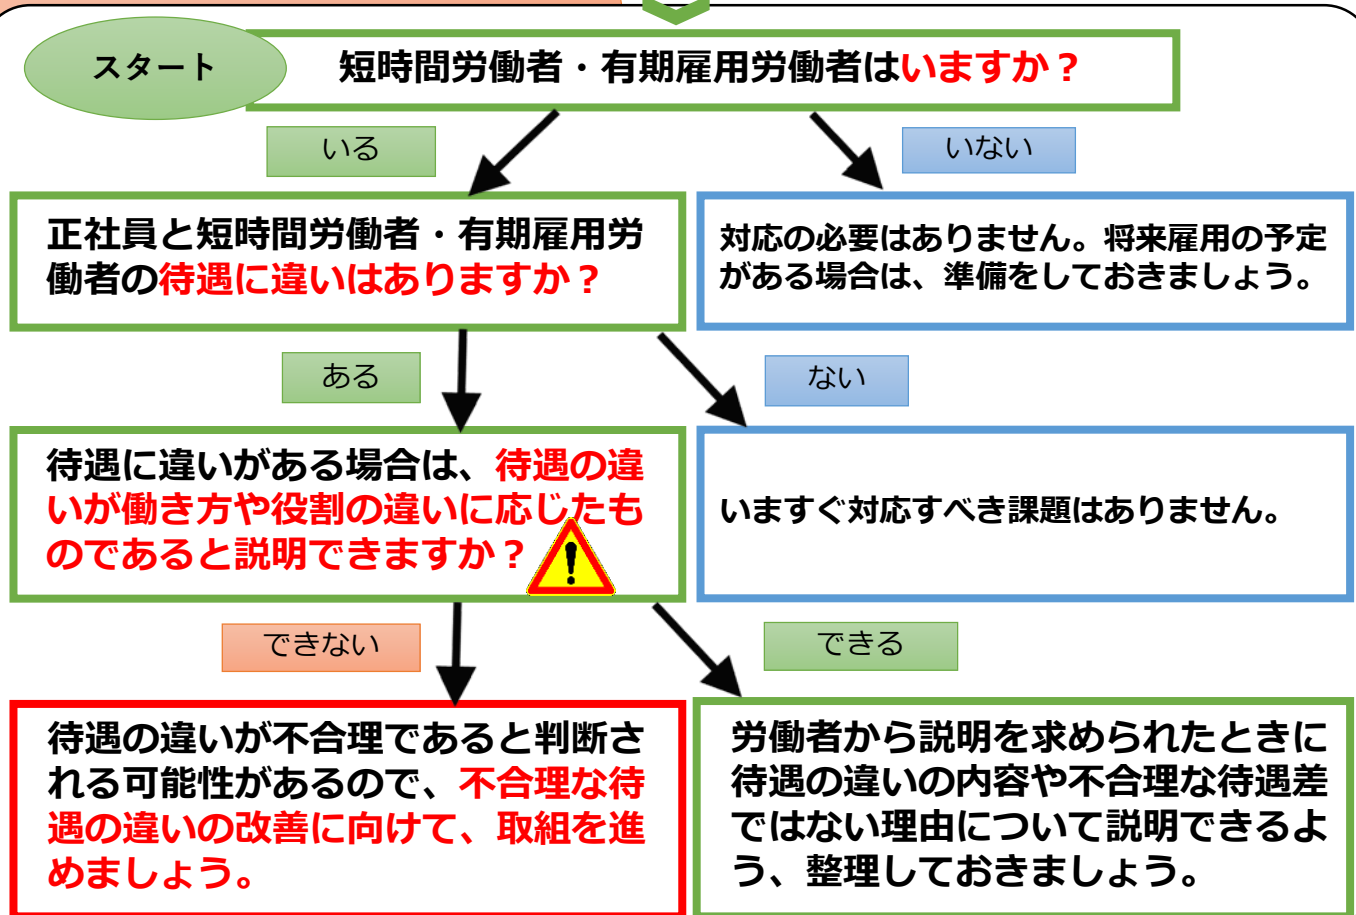 スタート
短時間労働者・有期雇用労働者はいますか？
いる
いない
正社員と短時間労働者・有期雇用労
働者の待遇に違いはありますか？
対応の必要はありません。将来雇用の予定
がある場合は、準備をしておきましょう。
ある
ない
待遇に違いがある場合は、待遇の違
いが働き方や役割の違いに応じたも
のであると説明できますか？
いますぐ対応すべき課題はありません。
できない
できる
待遇の違いが不合理であると判断さ
れる可能性があるので、不合理な待
遇の違いの改善に向けて、取組を進
めましょう。
労働者から説明を求められたときに
待遇の違いの内容や不合理な待遇差
ではない理由について説明できるよ
う、整理しておきましょう。